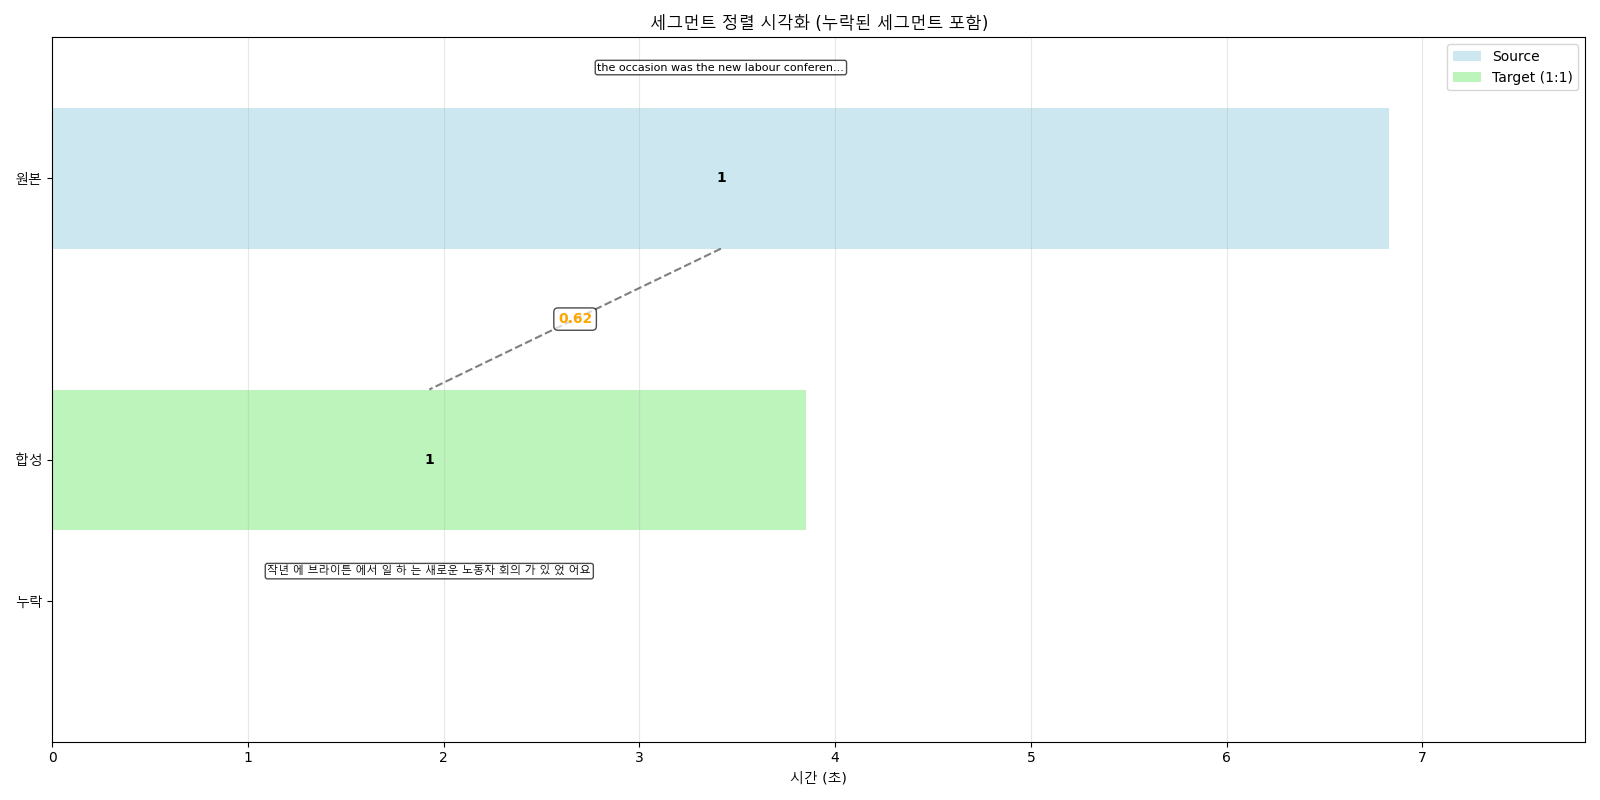 세그먼트 정렬 시각화 (누락된 세그먼트 포함)
Source
Target (1:1)
the occasion was the new labour conferen...
원본
1
0.62
합성
1
작년 에 브라이튼 에서 일 하 는 새로운 노동자 회의 가 있 었 어요
누락
0 1 2 3 4 5 6 7
시간 (초)